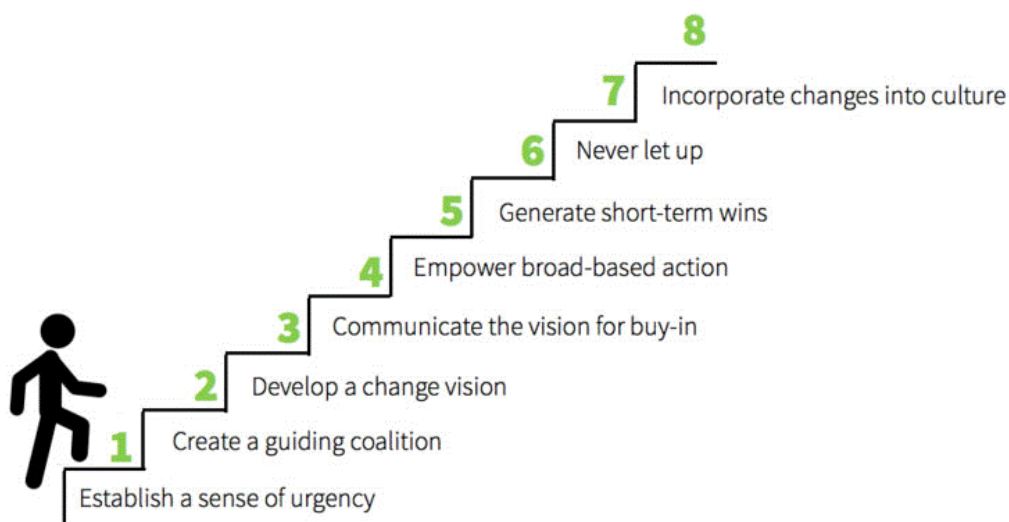 8
7
Incorporate changes into culture
6
Never let up
5
Generate short-term wins
4
Empower broad-based action
3
Communicate the vision for buy-in
2
Develop a change vision
1
Create a guiding coalition
Establish a sense of urgency